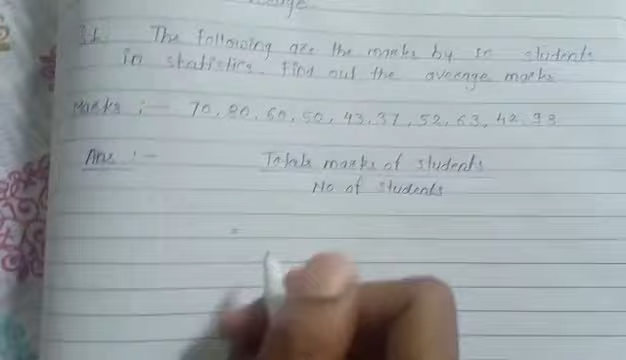 The following are the marks by 10 students
in statistics. Find out the average marks
Marks :- 70, 80, 60, 50, 43, 37, 52, 63, 42, 98
Ans :-
Totals marks of students
No of students
=